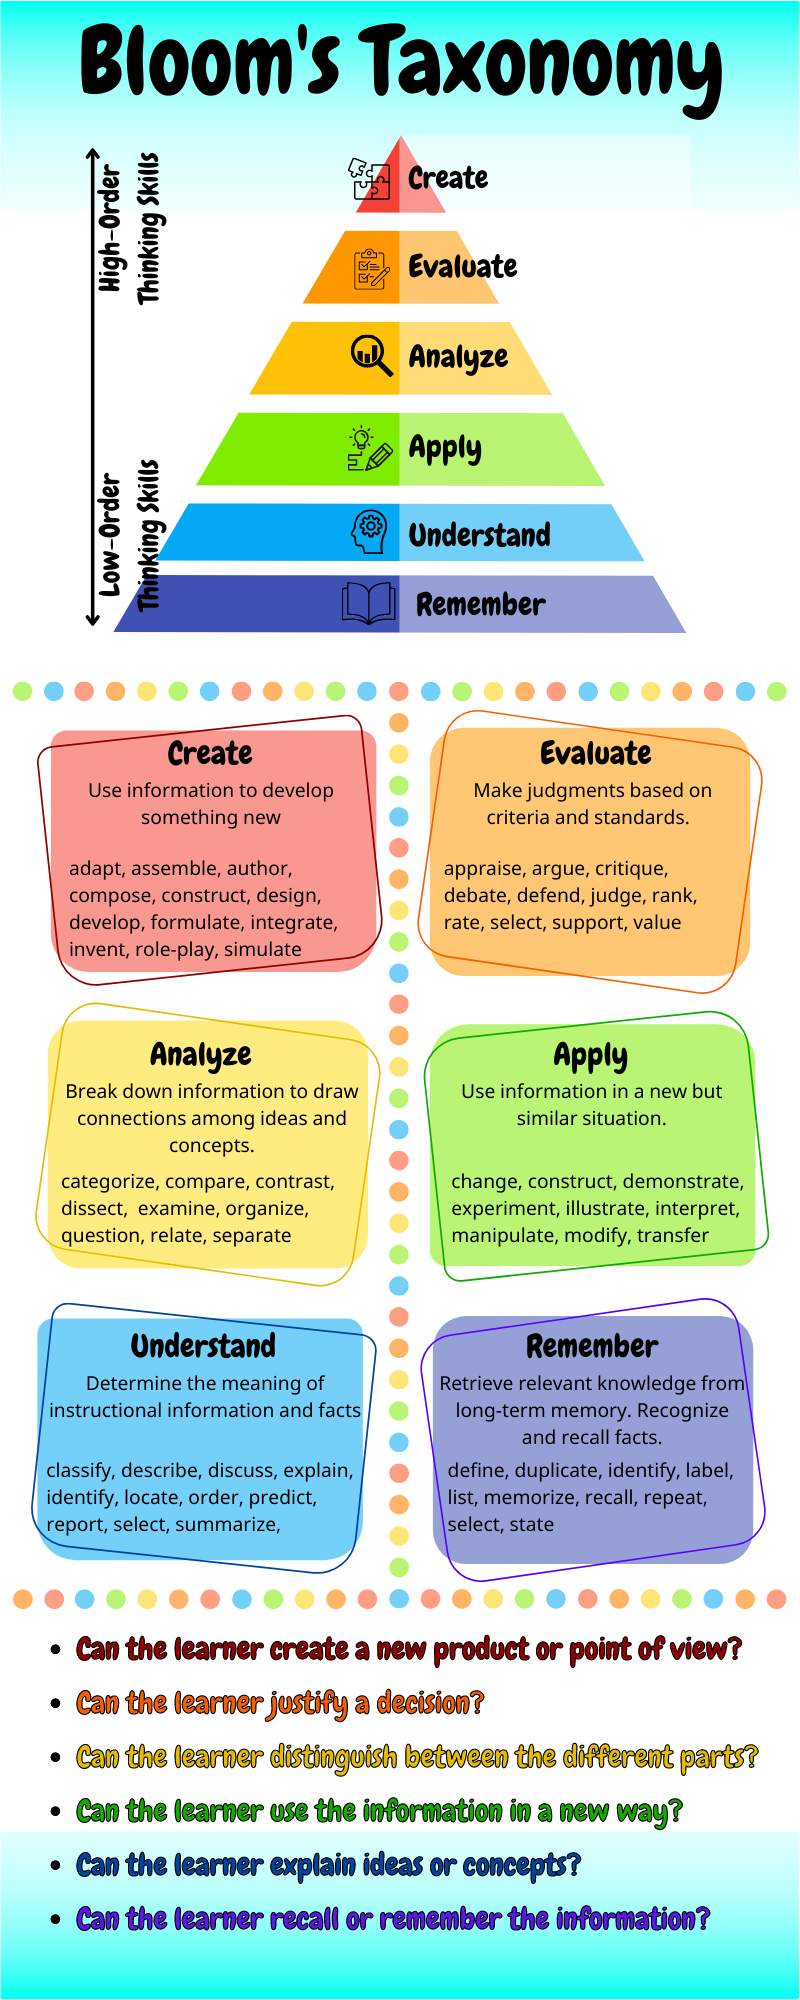 Bloom's Taxonomy
High-Order
Thinking Skills
Low-Order
Thinking Skills
Create
Evaluate
Analyze
Apply
Understand
Remember
Create
Use information to develop
something new
adapt, assemble, author,
compose, construct, design,
develop, formulate, integrate,
invent, role-play, simulate
Evaluate
Make judgments based on
criteria and standards.
appraise, argue, critique,
debate, defend, judge, rank,
rate, select, support, value
Analyze
Break down information to draw
connections among ideas and
concepts.
categorize, compare, contrast,
dissect,  examine, organize,
question, relate, separate
Apply
Use information in a new but
similar situation.
change, construct, demonstrate,
experiment, illustrate, interpret,
manipulate, modify, transfer
Understand
Determine the meaning of
instructional information and facts
classify, describe, discuss, explain,
identify, locate, order, predict,
report, select, summarize,
Remember
Retrieve relevant knowledge from
long-term memory. Recognize
and recall facts.
define, duplicate, identify, label,
list, memorize, recall, repeat,
select, state
• Can the learner create a new product or point of view?
• Can the learner justify a decision?
• Can the learner distinguish between the different parts?
• Can the learner use the information in a new way?
• Can the learner explain ideas or concepts?
• Can the learner recall or remember the information?